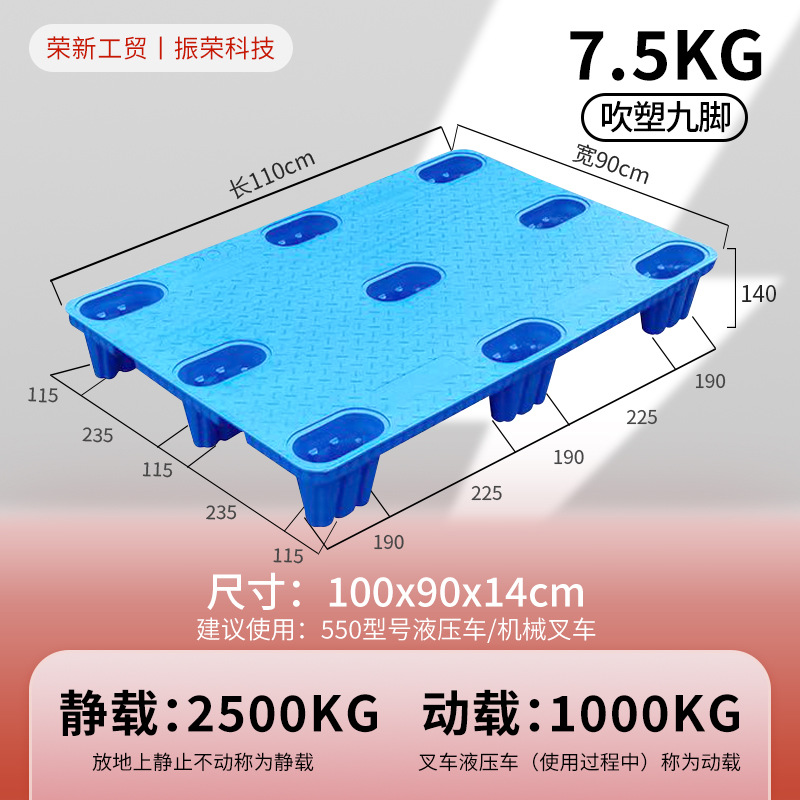 荣新工贸丨振荣科技
7.5KG
吹塑九脚
长110cm
宽90cm
140
115
235
115
235
115
190
225
190
225
190
尺寸：100x90x14cm
建议使用：550型号液压车/机械叉车
静载:2500KG
放地上静止不动称为静载
动载:1000KG
叉车液压车（使用过程中）称为动载